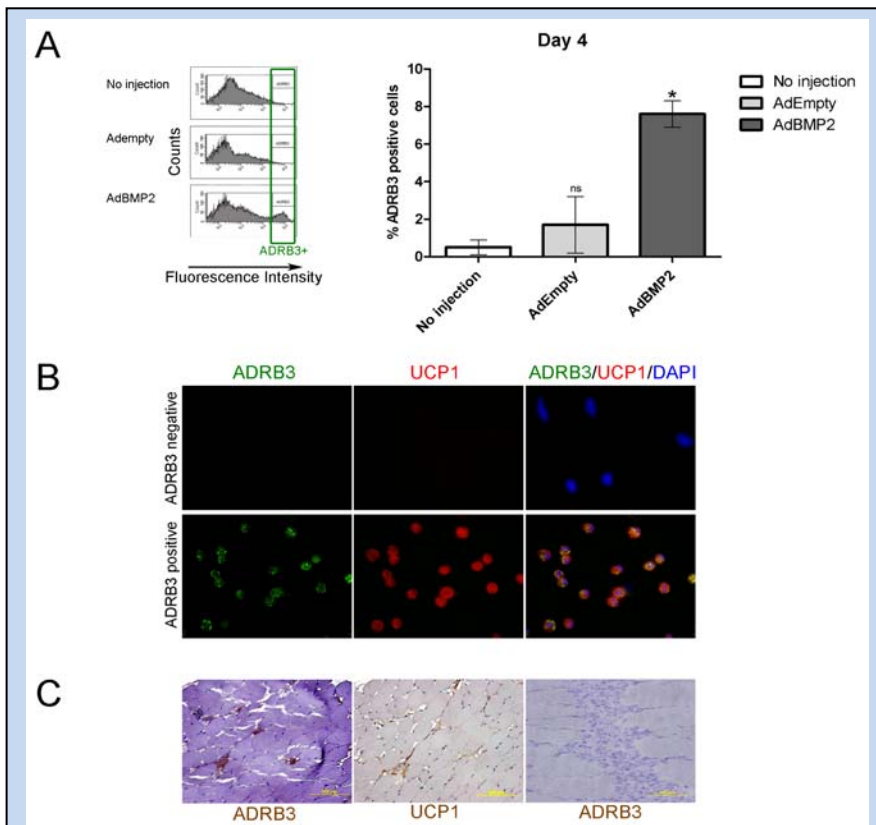 A
Day 4
No injection
Adempty
AdBMP2
Counts
ADRB3+
Fluorescence Intensity
% ADRB3 positive cells
10
8
6
4
2
0
ns
*
No injection
AdEmpty
AdBMP2
No injection
AdEmpty
AdBMP2
B
ADRB3
UCP1
ADRB3/UCP1/DAPI
ADRB3 negative
ADRB3 positive
C
ADRB3
UCP1
ADRB3